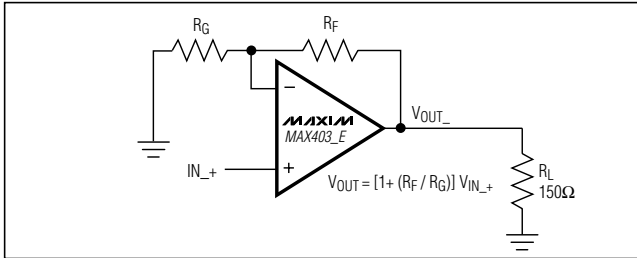 R_G
R_F
−
MAXIM
MAX403_E
V_OUT_
IN_+
+
V_OUT = [1+ (R_F / R_G)] V_IN_+
R_L
150Ω